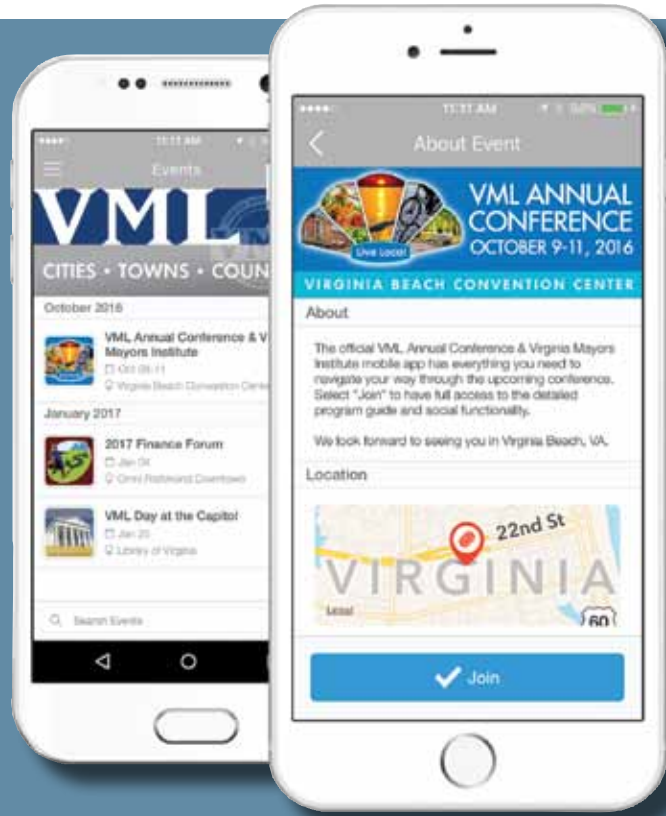 11:11 AM
Events
VML
CITIES • TOWNS • COUN
October 2016
VML Annual Conference & V
Mayors Institute
Oct 09-11
Virginia Beach Convention Cente
January 2017
2017 Finance Forum
Jan 04
Omni Richmond Downtown
VML Day at the Capitol
Jan 25
Library of Virginia
Search Events
11:11 AM
About Event
Live Local
VML ANNUAL
CONFERENCE
OCTOBER 9-11, 2016
VIRGINIA BEACH CONVENTION CENTER
About
The official VML Annual Conference & Virginia Mayors
Institute mobile app has everything you need to
navigate your way through the upcoming conference.
Select "Join" to have full access to the detailed
program guide and social functionality.
We look forward to seeing you in Virginia Beach, VA.
Location
22nd St
VIRGINIA
Legal
60
Join